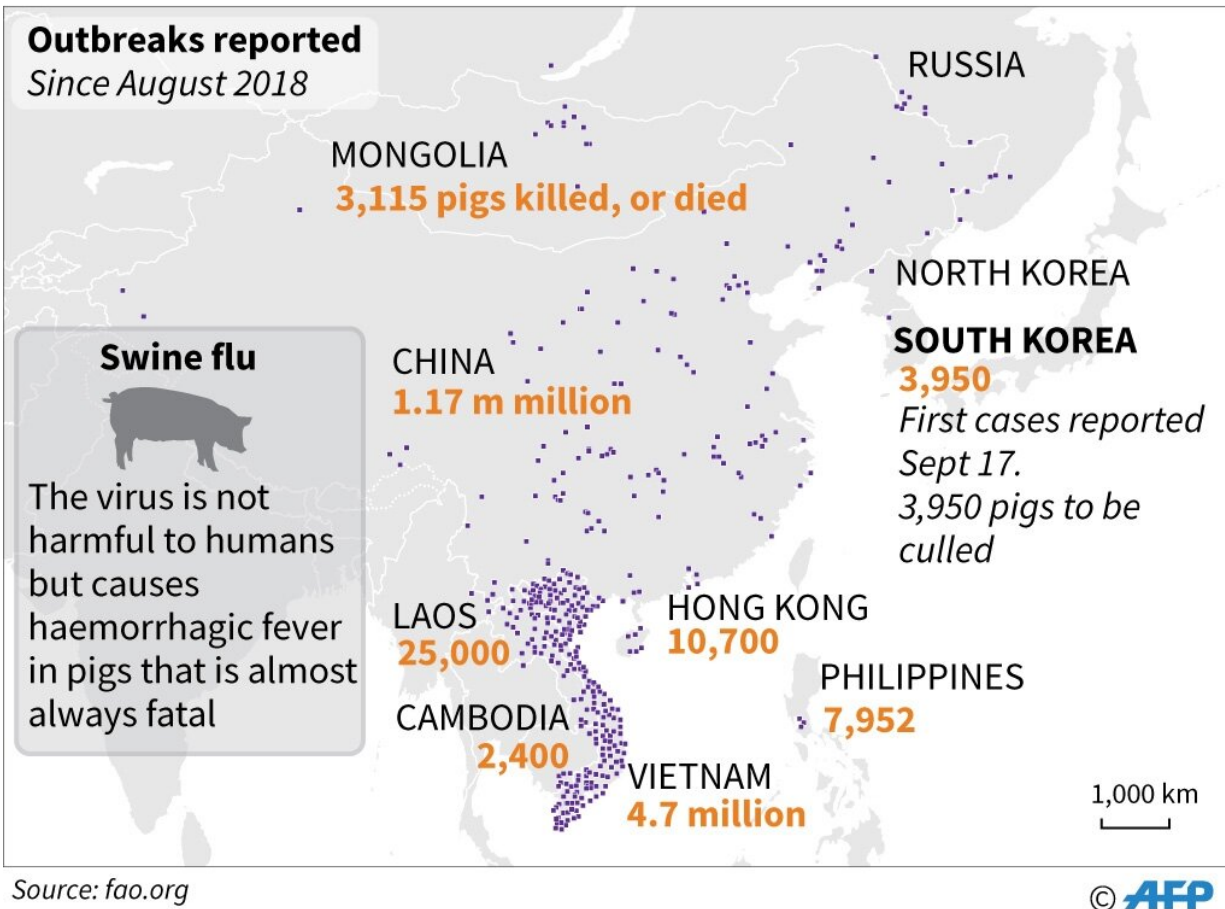 Outbreaks reported
Since August 2018
RUSSIA
MONGOLIA
3,115 pigs killed, or died
NORTH KOREA
SOUTH KOREA
3,950
First cases reported
Sept 17.
3,950 pigs to be
culled
Swine flu
The virus is not
harmful to humans
but causes
haemorrhagic fever
in pigs that is almost
always fatal
CHINA
1.17 m million
LAOS
25,000
HONG KONG
10,700
PHILIPPINES
7,952
CAMBODIA
2,400
VIETNAM
4.7 million
1,000 km
Source: fao.org
© AFP